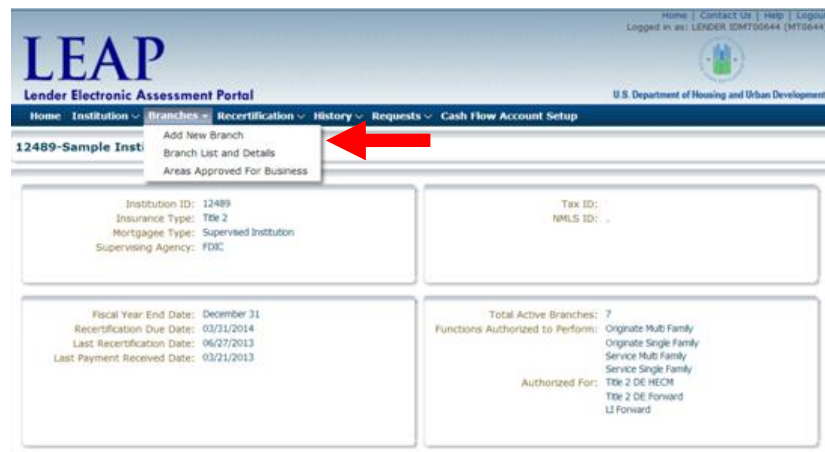 Home | Contact Us | Help | Logout
Logged in as: LENDER IDMT00644 (MT0644)
LEAP
Lender Electronic Assessment Portal
U.S. Department of Housing and Urban Development
Home Institution Branches Recertification History Requests Cash Flow Account Setup
12489-Sample Insti
Add New Branch
Branch List and Details
Areas Approved For Business
Institution ID: 12489
Insurance Type: Title 2
Mortgagee Type: Supervised Institution
Supervising Agency: FDIC
Tax ID:
NMLS ID: .
Fiscal Year End Date: December 31
Recertification Due Date: 03/31/2014
Last Recertification Date: 06/27/2013
Last Payment Received Date: 03/21/2013
Total Active Branches: 7
Functions Authorized to Perform: Originate Multi Family
Originate Single Family
Service Multi Family
Service Single Family
Authorized For: Title 2 DE HECM
Title 2 DE Forward
LI Forward